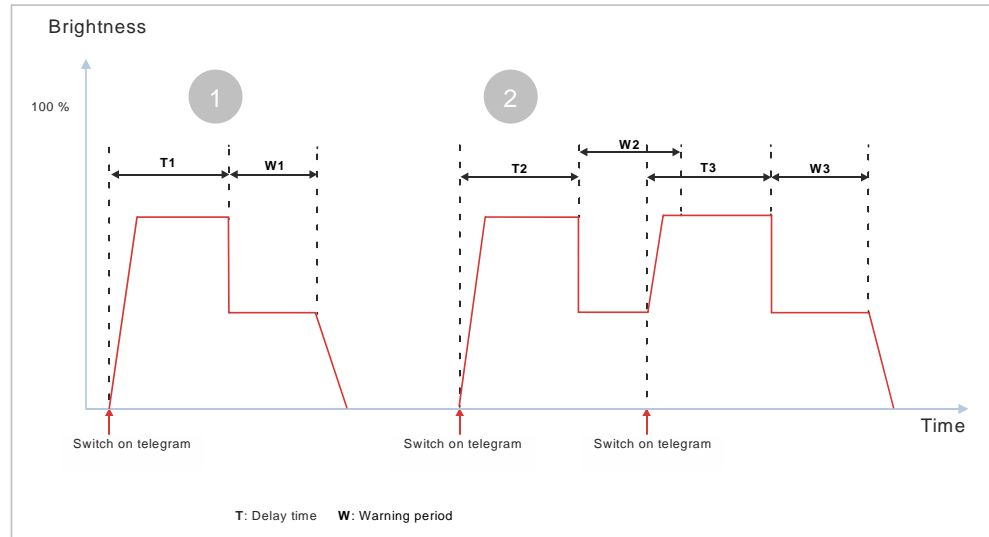 Brightness
100 %
1
2
T1
W1
T2
W2
T3
W3
Time
Switch on telegram
Switch on telegram
Switch on telegram
T: Delay time W: Warning period